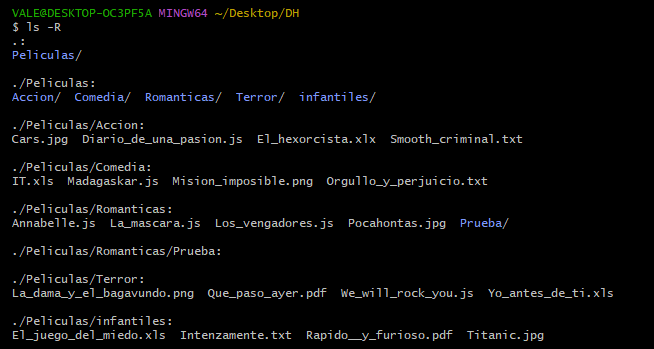 VALE@DESKTOP-OC3PF5A MINGW64 ~/Desktop/DH
$ ls -R
.:
Peliculas/

./Peliculas:
Accion/  Comedia/  Romanticas/  Terror/  infantiles/

./Peliculas/Accion:
Cars.jpg  Diario_de_una_pasion.js  El_hexorcista.xlx  Smooth_criminal.txt

./Peliculas/Comedia:
IT.xls  Madagaskar.js  Mision_imposible.png  Orgullo_y_perjuicio.txt

./Peliculas/Romanticas:
Annabelle.js  La_mascara.js  Los_vengadores.js  Pocahontas.jpg  Prueba/

./Peliculas/Romanticas/Prueba:

./Peliculas/Terror:
La_dama_y_el_bagavundo.png  Que_paso_ayer.pdf  We_will_rock_you.js  Yo_antes_de_ti.xls

./Peliculas/infantiles:
El_juego_del_miedo.xls  Intenzamente.txt  Rapido__y_furioso.pdf  Titanic.jpg